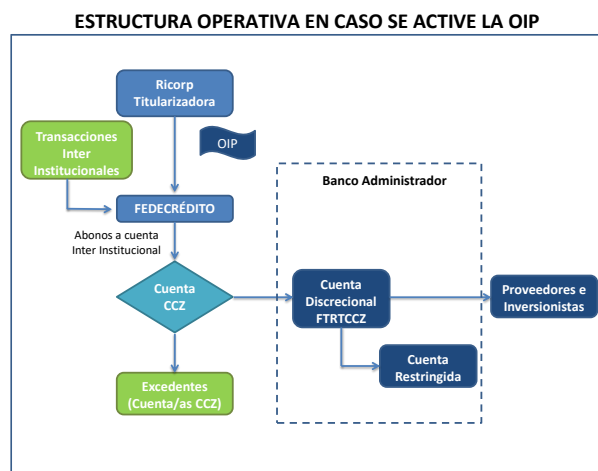 ESTRUCTURA OPERATIVA EN CASO SE ACTIVE LA OIP
Ricorp
Titularizadora
Transacciones
Inter
Institucionales
OIP
Banco Administrador
FEDECRÉDITO
Abonos a cuenta
Inter Institucional
Cuenta
CCZ
Cuenta
Discrecional
FTRTCCZ
Proveedores e
Inversionistas
Cuenta
Restringida
Excedentes
(Cuenta/as CCZ)